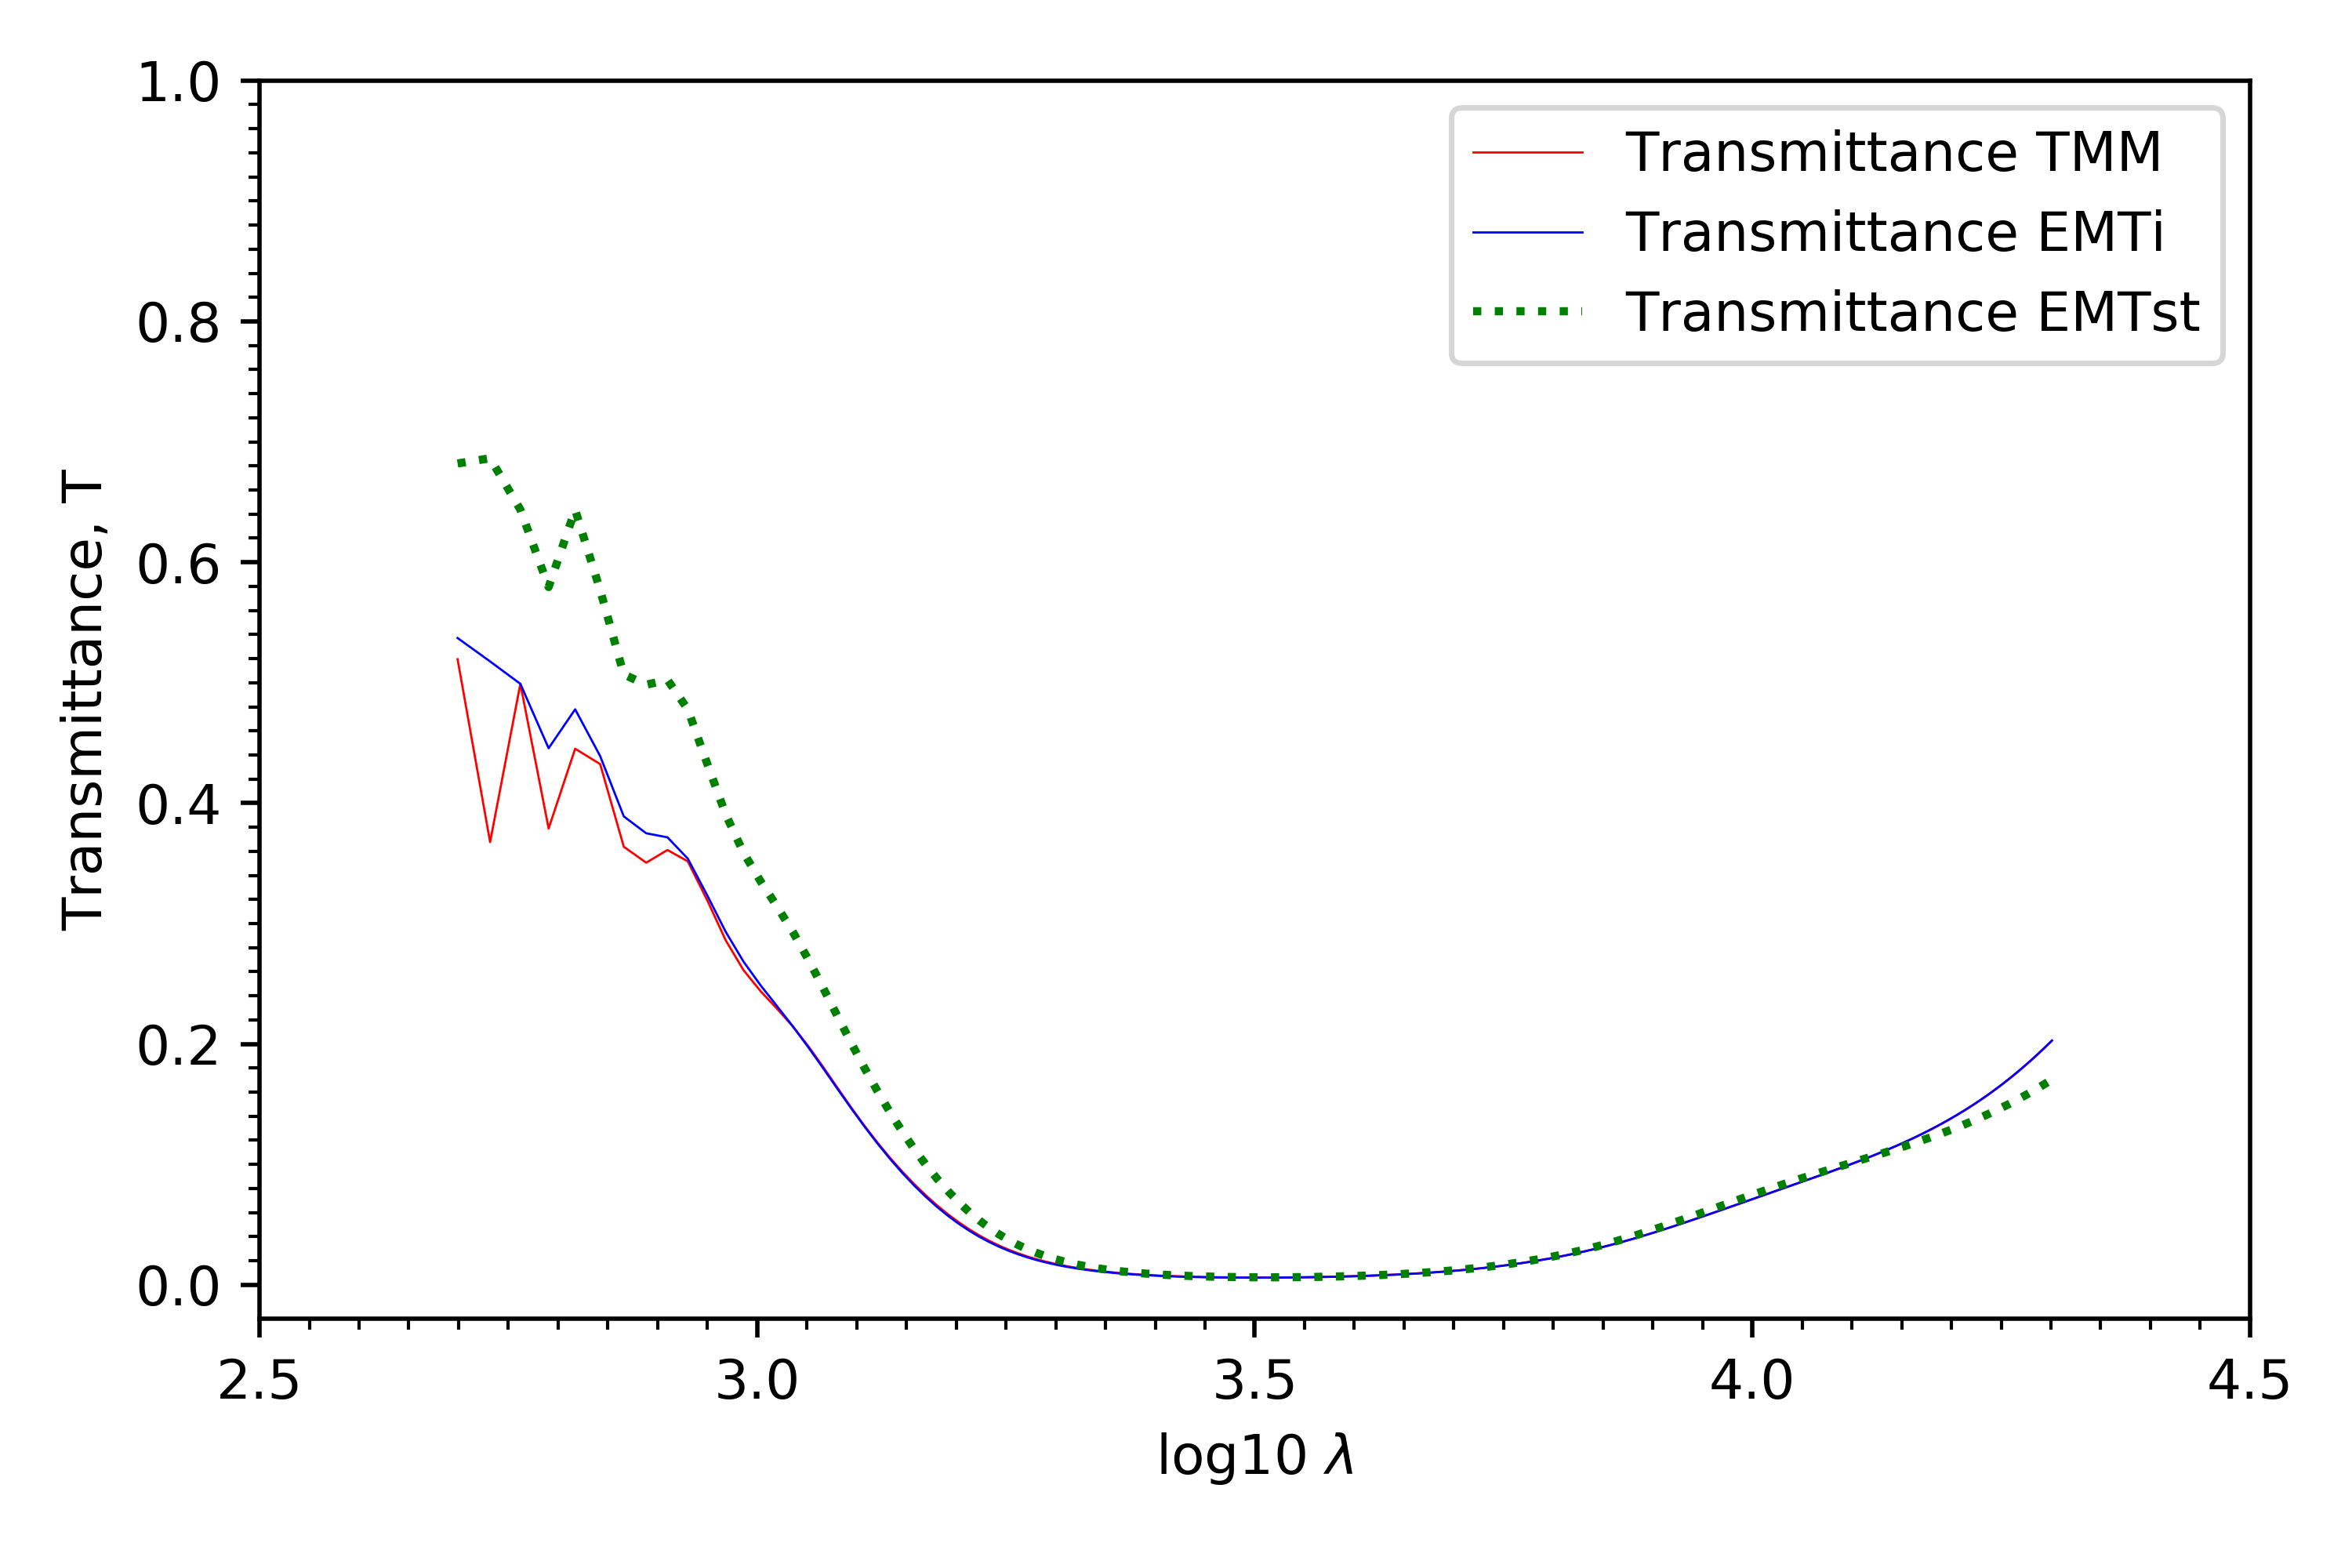 Transmittance TMM
Transmittance EMTi
Transmittance EMTst
Transmittance, T
1.0
0.8
0.6
0.4
0.2
0.0
2.5
3.0
3.5
4.0
4.5
log10 λ